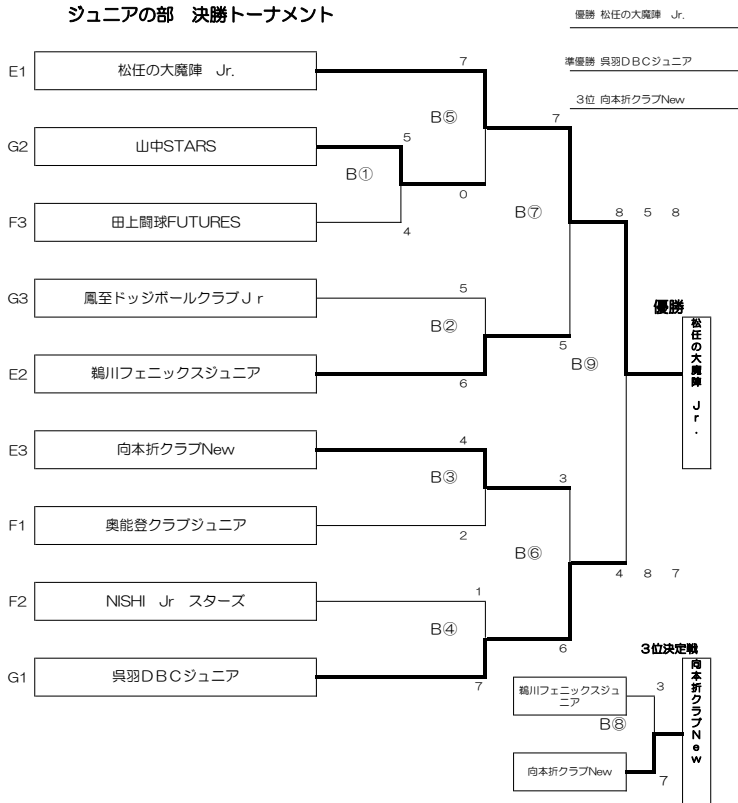 ジュニアの部 決勝トーナメント
優勝 松任の大魔陣 Jr.
準優勝 呉羽DBCジュニア
3位 向本折クラブNew
E1 松任の大魔陣 Jr. 7
B⑤ 7
G2 山中STARS 5
B①
0
F3 田上闘球FUTURES 4
B⑦ 8 5 8
G3 鳳至ドッジボールクラブJr 5
B②
優勝
松任の大魔陣 Jr.
5
B⑨
E2 鵜川フェニックスジュニア 6
E3 向本折クラブNew 4
B③ 3
F1 奥能登クラブジュニア 2
B⑥
4 8 7
F2 NISHI Jr スターズ 1
B④
6
G1 呉羽DBCジュニア 7
3位決定戦
向本折クラブNew
鵜川フェニックスジュ
ニア
3
B⑧
向本折クラブNew
7